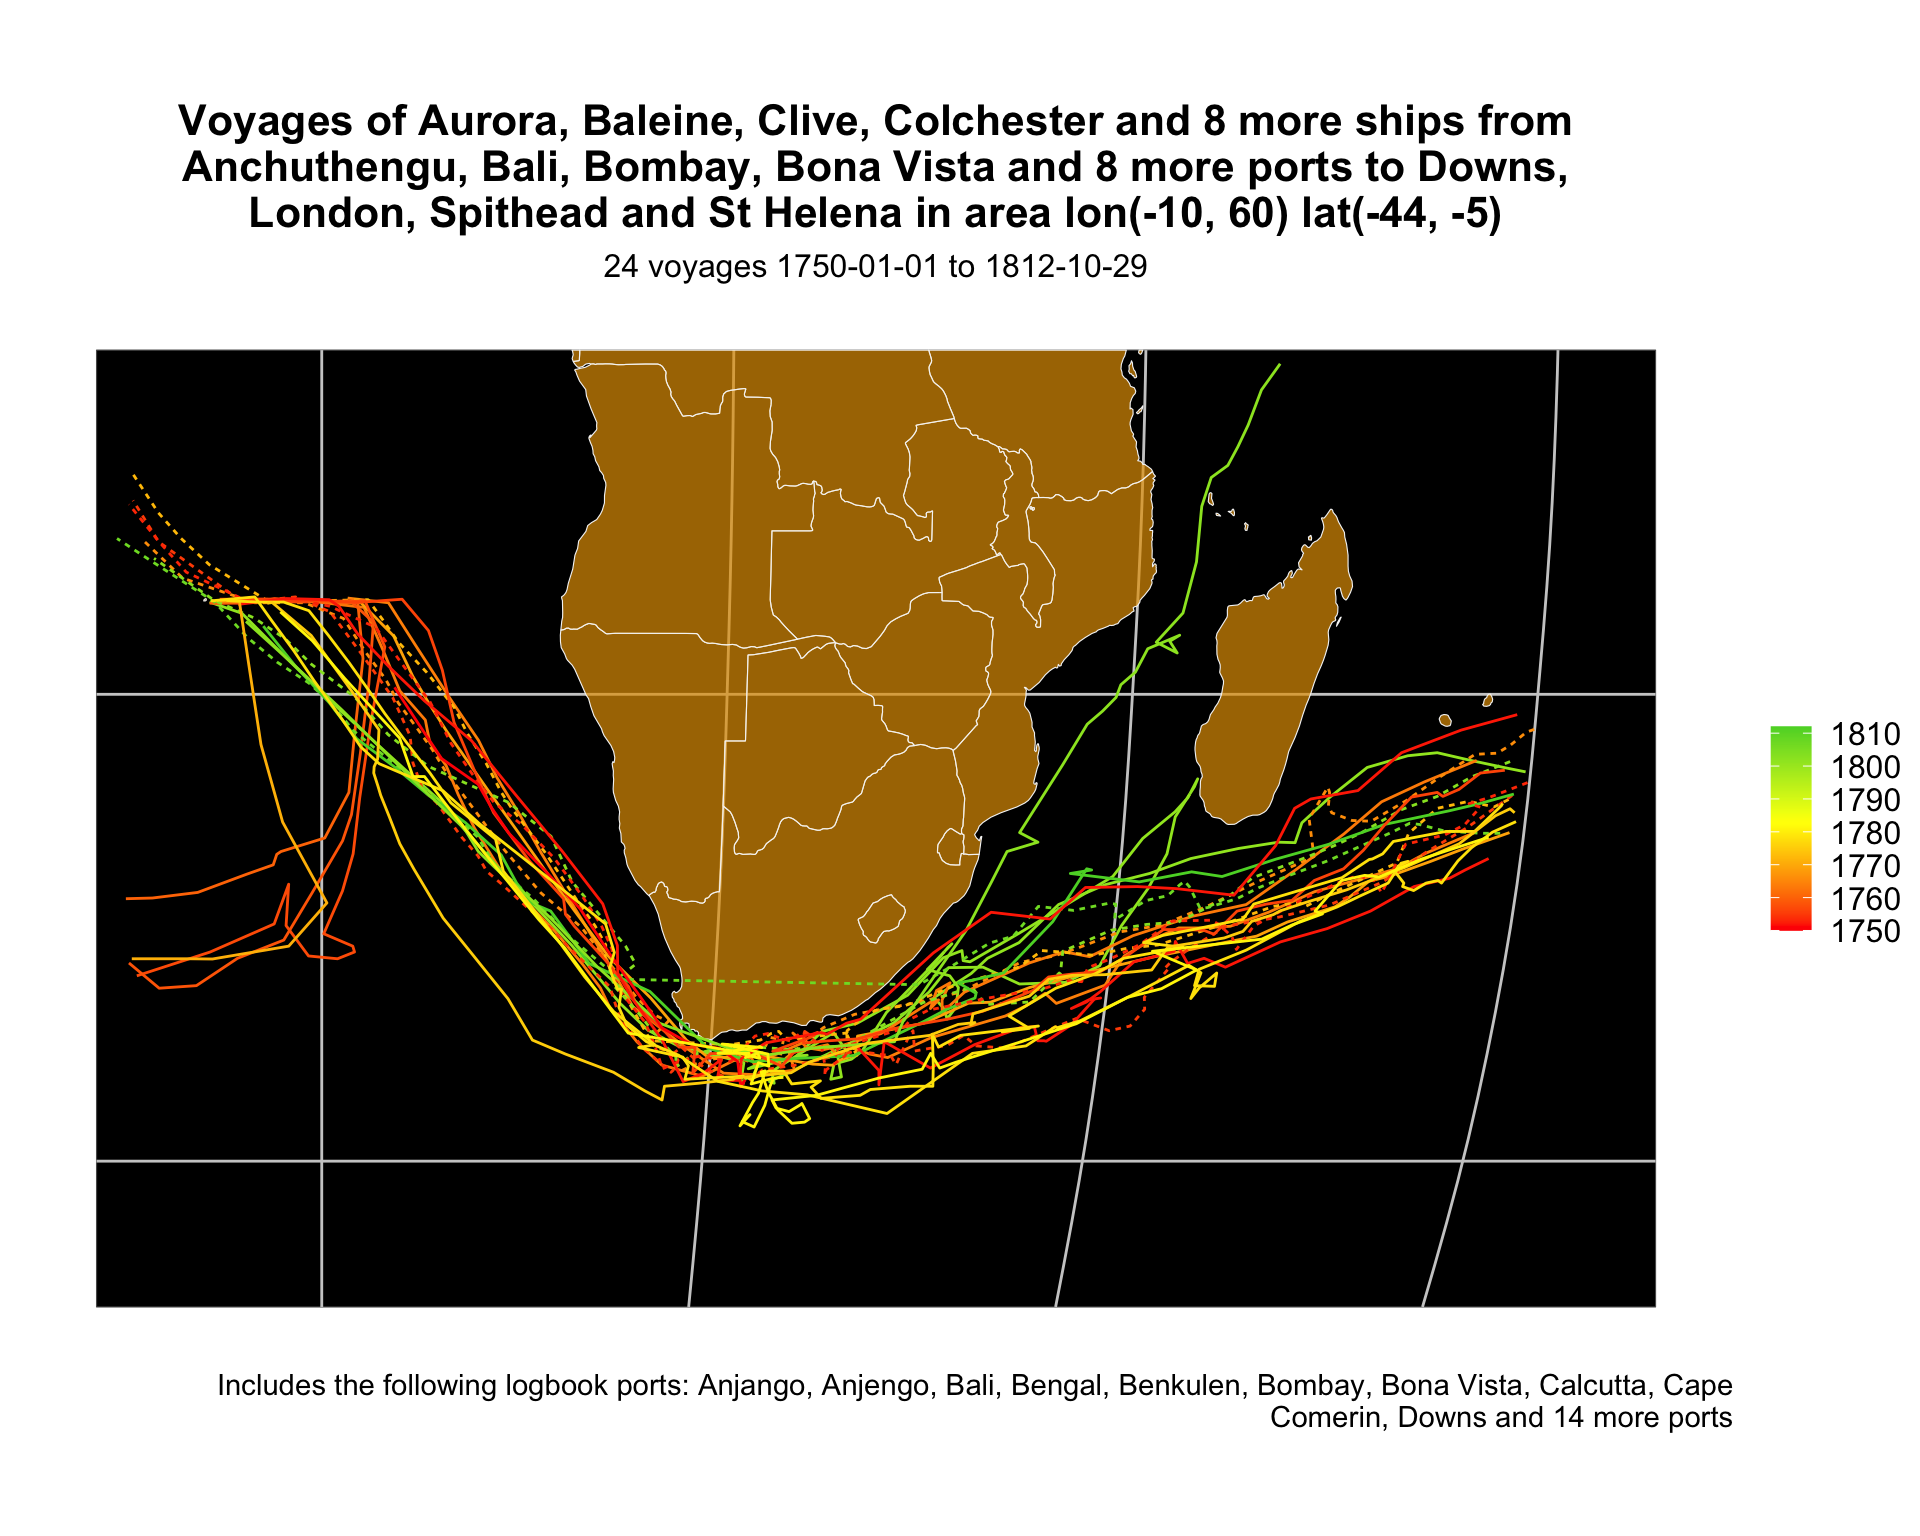 Voyages of Aurora, Baleine, Clive, Colchester and 8 more ships from
Anchuthengu, Bali, Bombay, Bona Vista and 8 more ports to Downs,
London, Spithead and St Helena in area lon(-10, 60) lat(-44, -5)
24 voyages 1750-01-01 to 1812-10-29
1810
1800
1790
1780
1770
1760
1750
Includes the following logbook ports: Anjango, Anjengo, Bali, Bengal, Benkulen, Bombay, Bona Vista, Calcutta, Cape
Comerin, Downs and 14 more ports